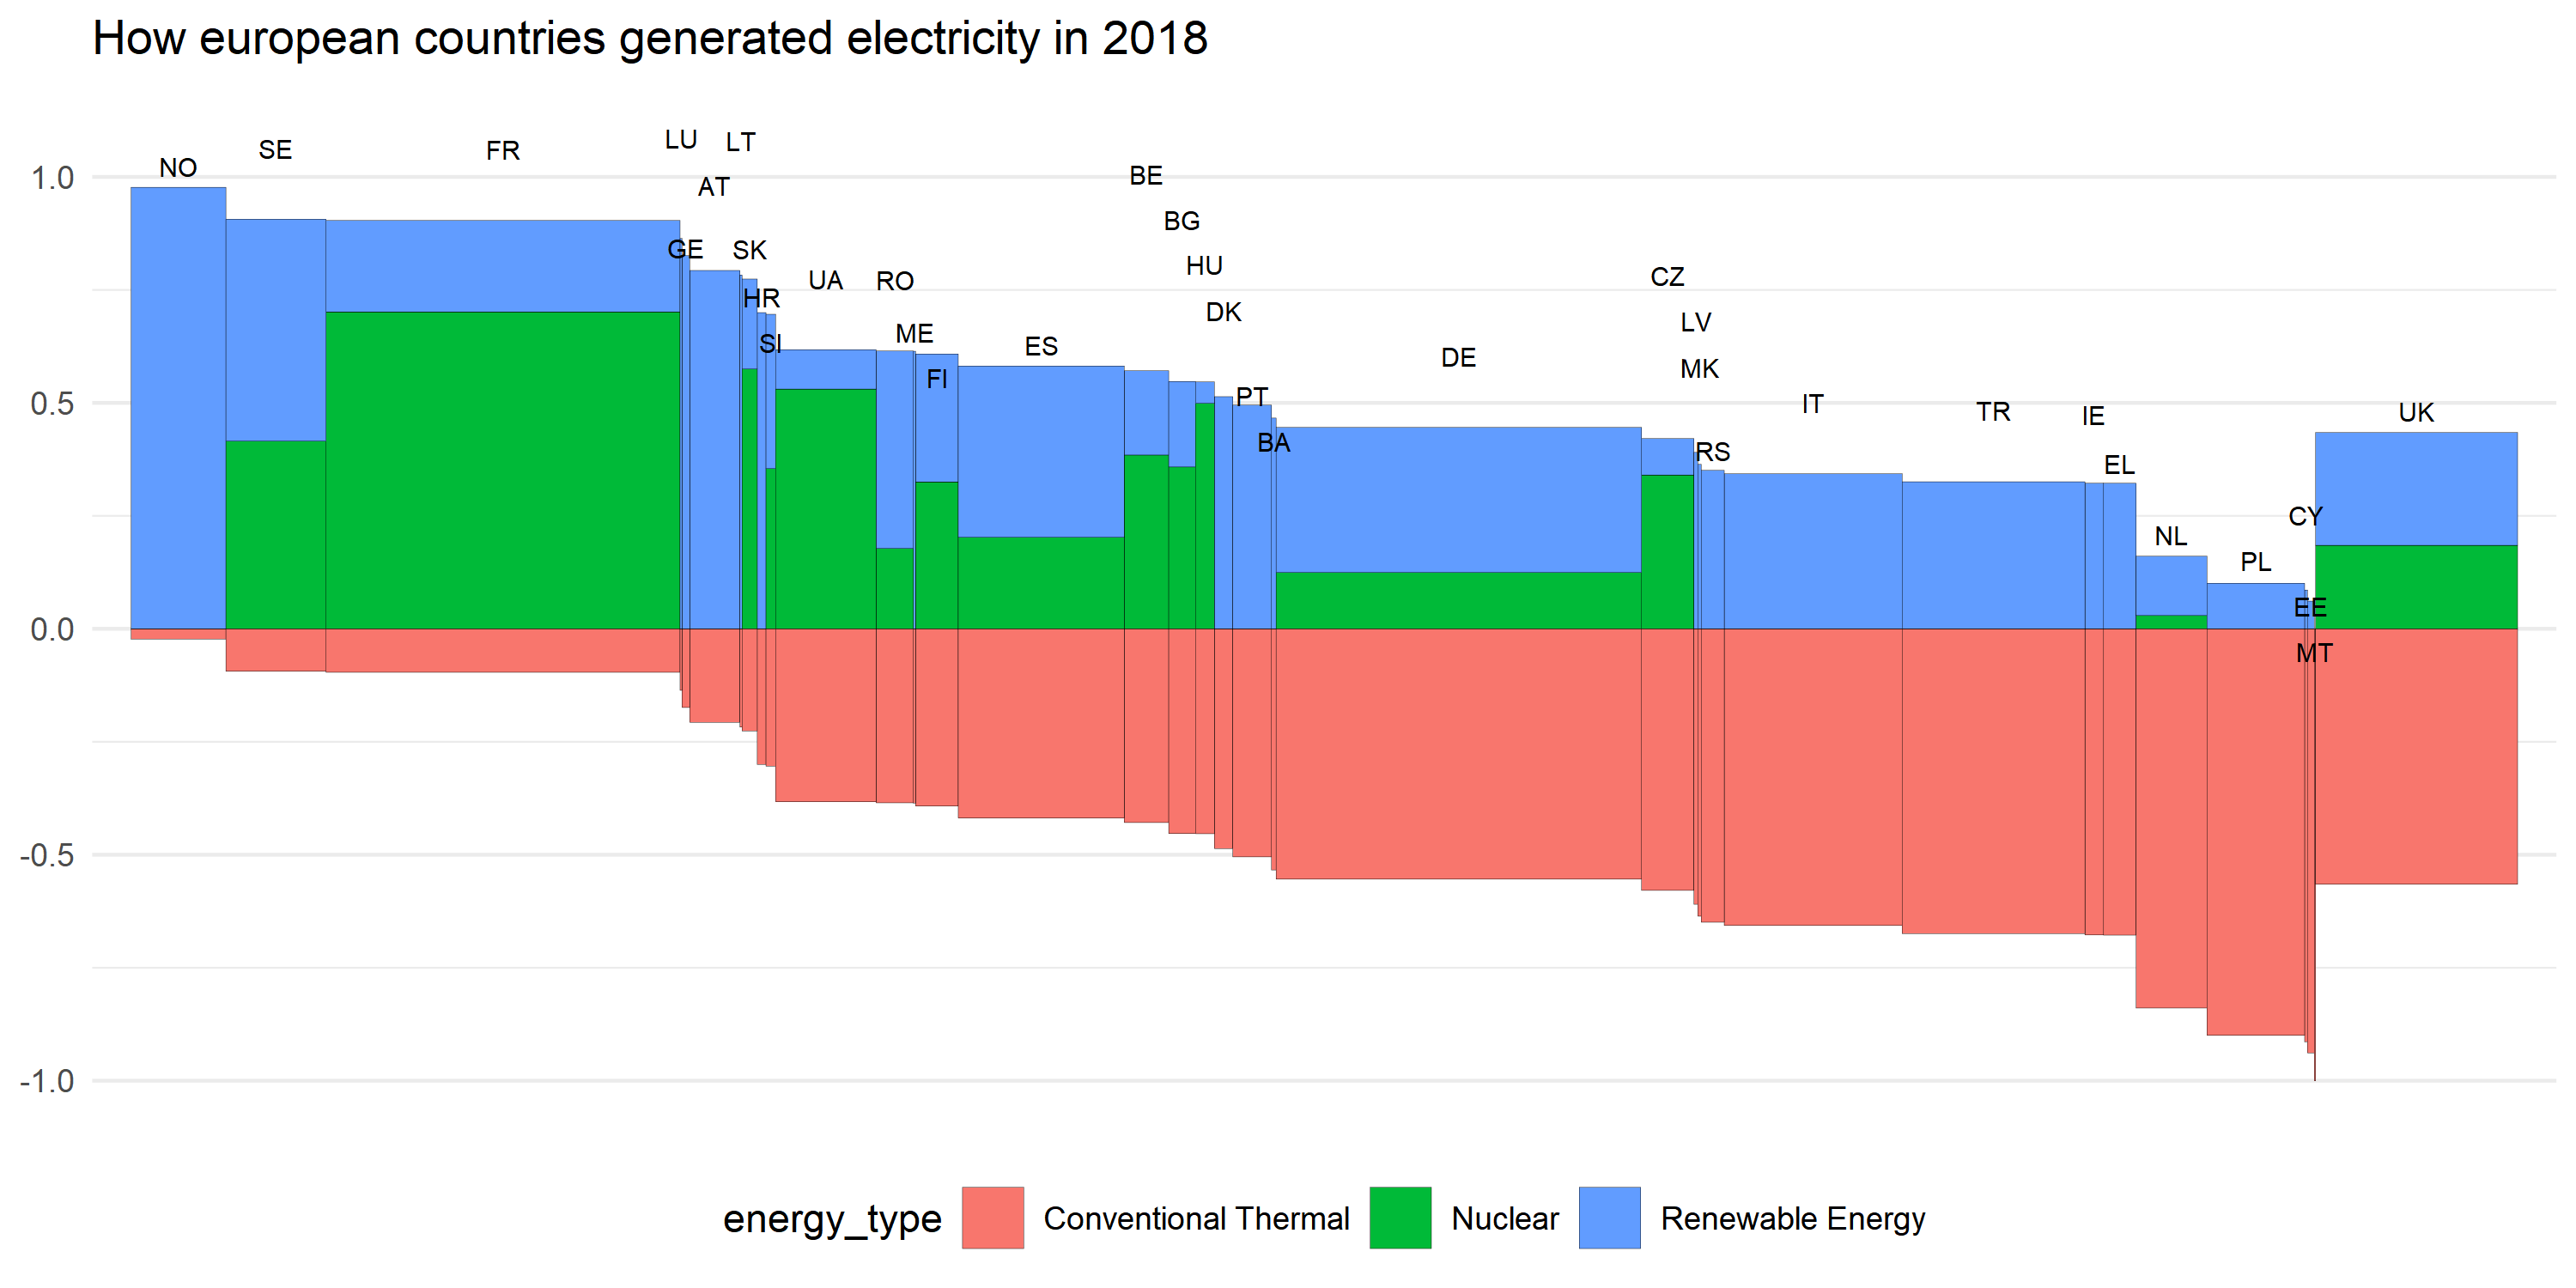 How european countries generated electricity in 2018
1.0
0.5
0.0
-0.5
-1.0
NO
SE
FR
LU
GE
AT
LT
SK
HR
SI
UA
RO
ME
FI
ES
BE
BG
HU
DK
PT
BA
DE
CZ
LV
MK
RS
IT
TR
IE
EL
NL
PL
CY
EE
MT
UK
energy_type Conventional Thermal Nuclear Renewable Energy